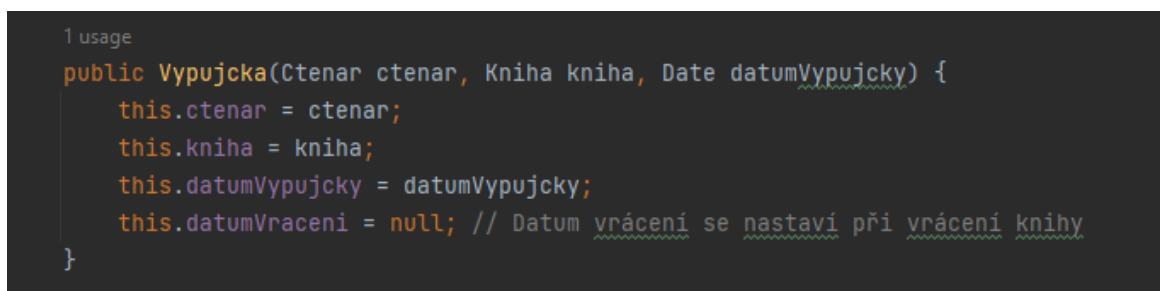 1 usage
public Vypujcka(Ctenar ctenar, Kniha kniha, Date datumVypujcky) {
this.ctenar = ctenar;
this.kniha = kniha;
this.datumVypujcky = datumVypujcky;
this.datumVraceni = null; // Datum vrácení se nastaví při vrácení knihy
}